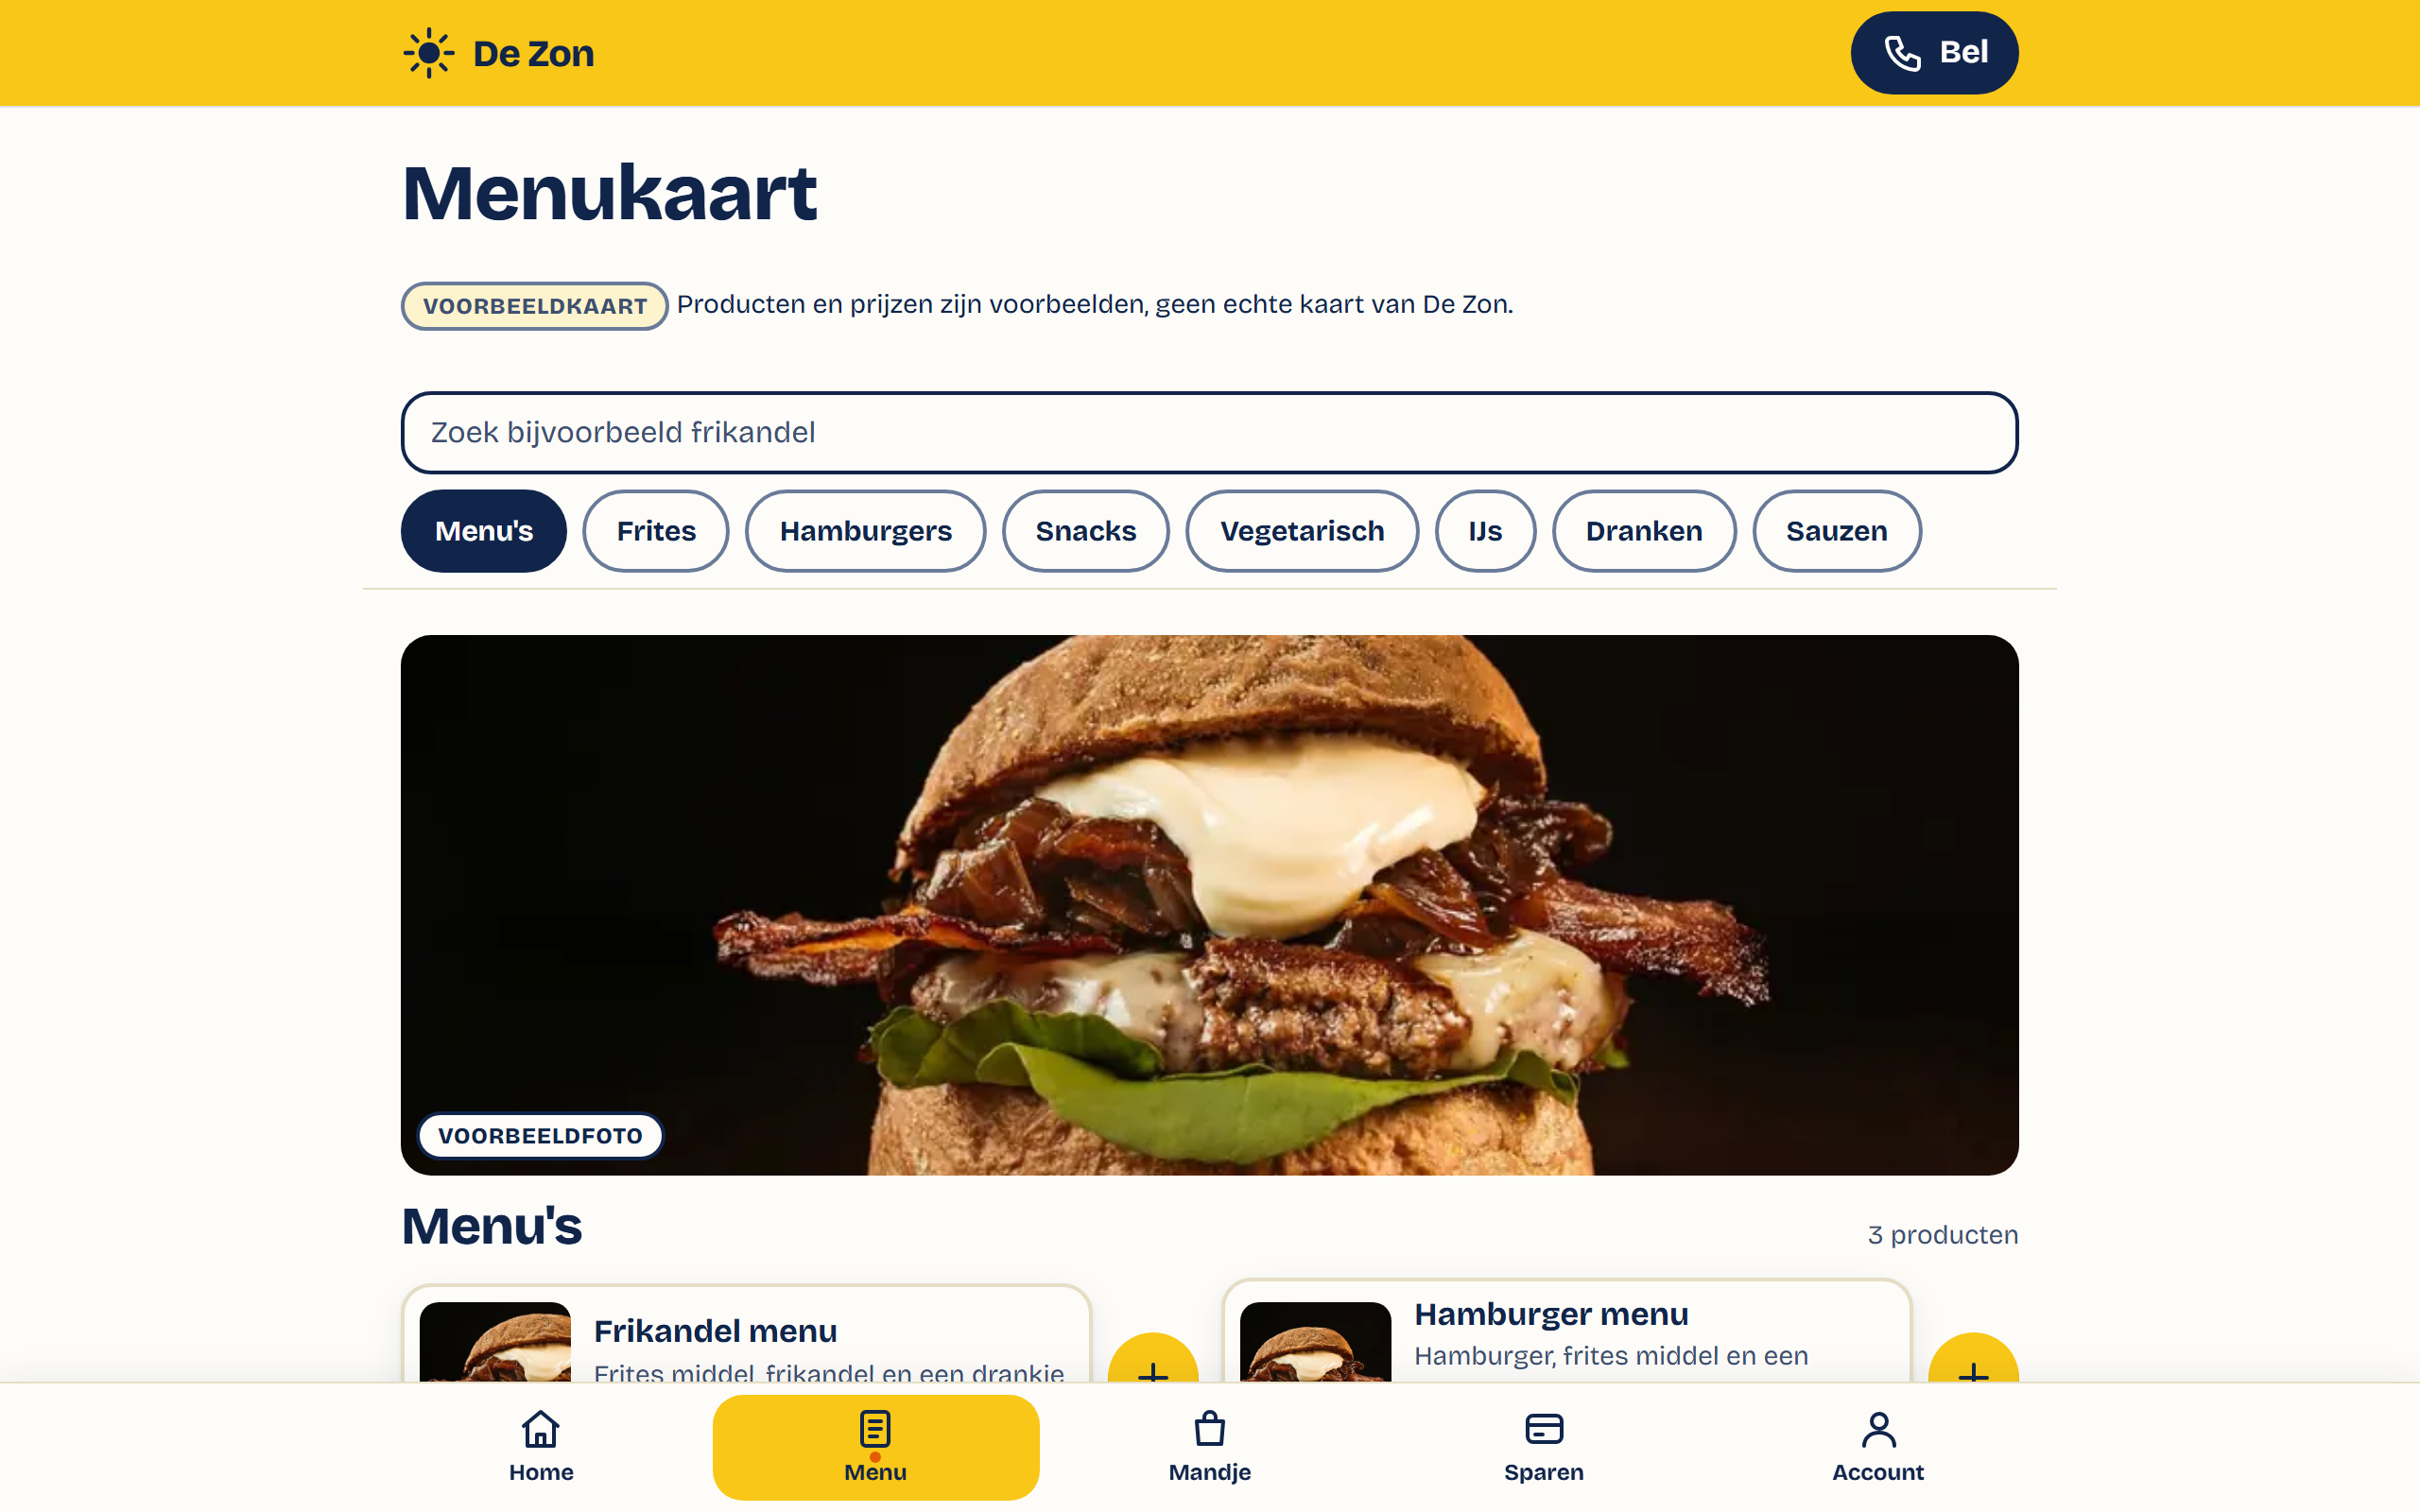 De Zon
Bel
Menukaart
VOORBEELDKAART Producten en prijzen zijn voorbeelden, geen echte kaart van De Zon.
Zoek bijvoorbeeld frikandel
Menu's Frites Hamburgers Snacks Vegetarisch IJs Dranken Sauzen
VOORBEELDFOTO
Menu's
3 producten
Frikandel menu
Frites middel, frikandel en een drankje
Hamburger menu
Hamburger, frites middel en een
Home Menu Mandje Sparen Account